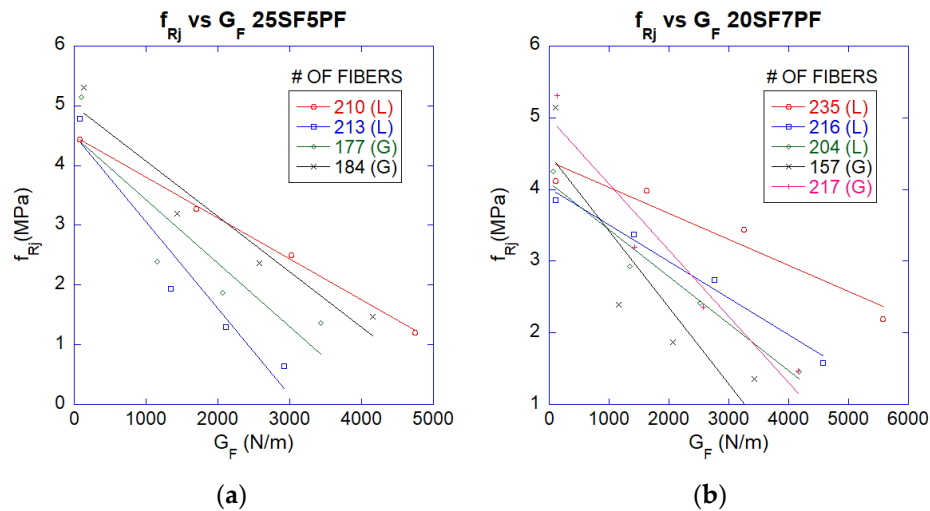 f_Rj vs G_F 25SF5PF
6
5
4
3
2
1
0
f_Rj(MPa)
# OF FIBERS
210 (L)
213 (L)
177 (G)
184 (G)
0 1000 2000 3000 4000 5000
G_F (N/m)
(a)
f_Rj vs G_F 20SF7PF
6
5
4
3
2
1
f_Rj(MPa)
# OF FIBERS
235 (L)
216 (L)
204 (L)
157 (G)
217 (G)
0 1000 2000 3000 4000 5000 6000
G_F (N/m)
(b)